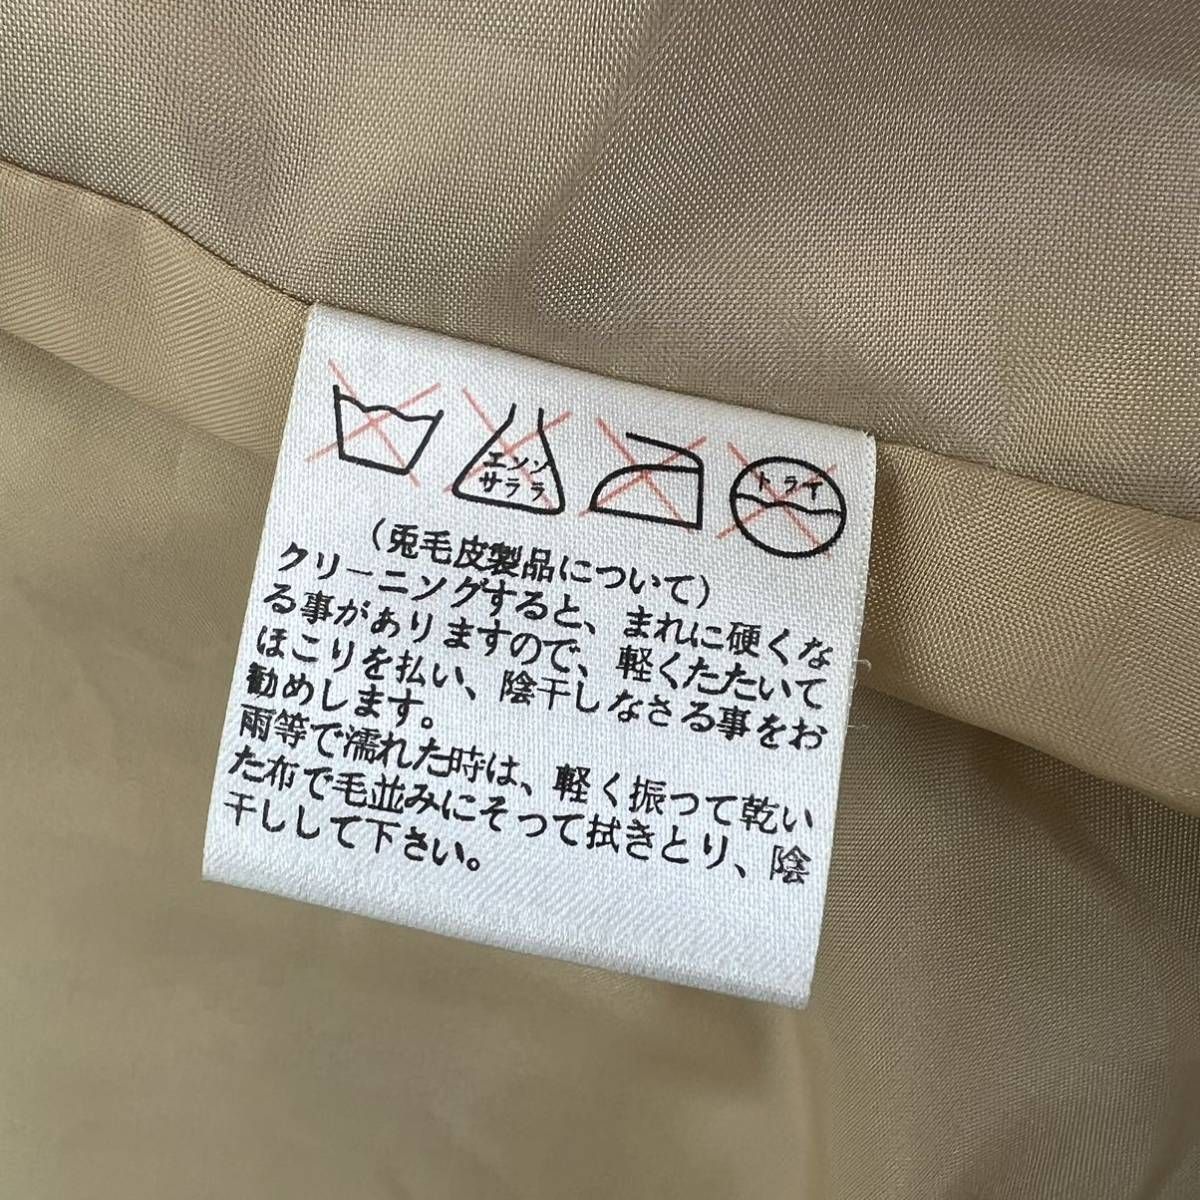 エンソ
サララ
トライ
(兎毛皮製品について)
クリーニングすると、まれに硬くな
る事がありますので、軽くたたいて
ほこりを払い、陰干しなさる事をお
勧めします。
雨等で濡れた時は、軽く振って乾い
た布で毛並みにそって拭きとり、陰
干しして下さい。